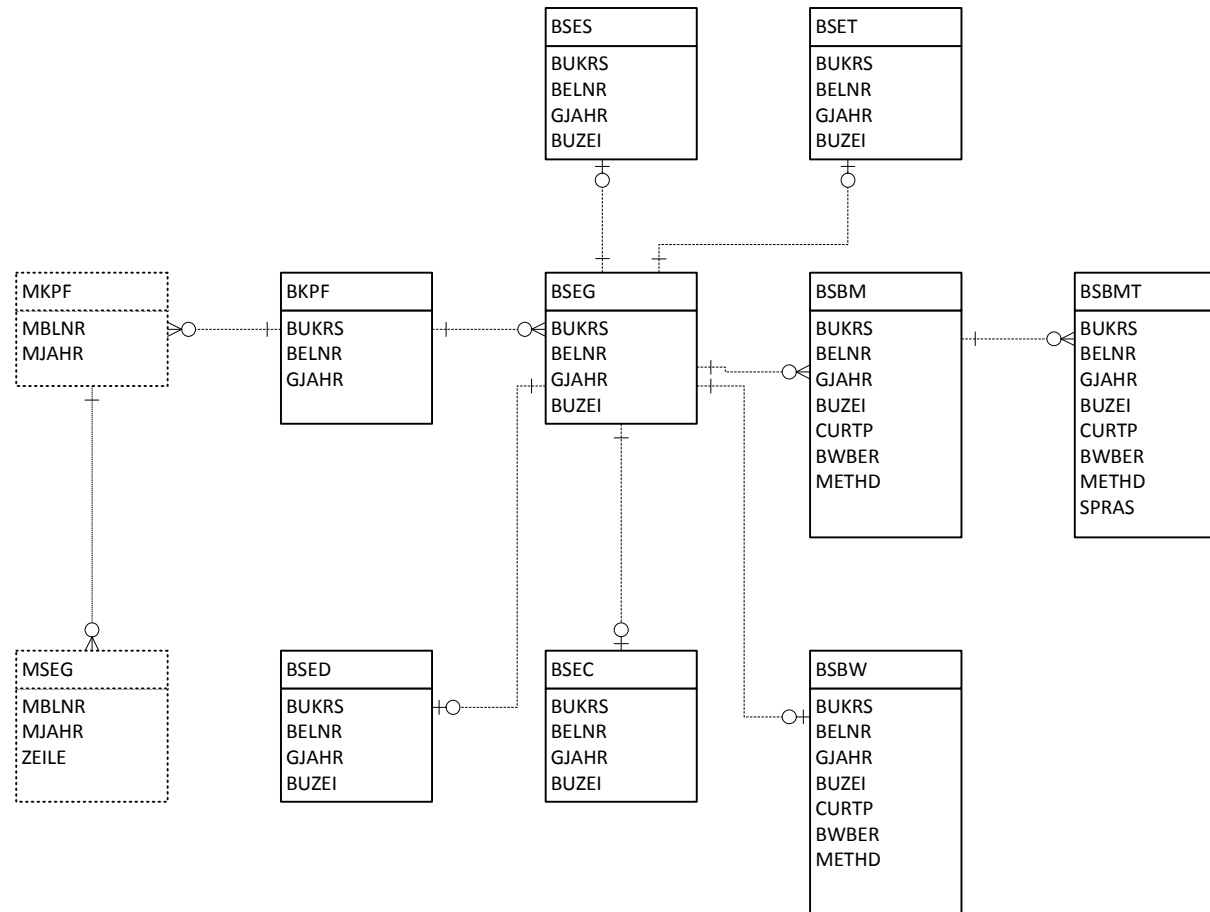 BSES
BUKRS
BELNR
GJAHR
BUZEI
BSET
BUKRS
BELNR
GJAHR
BUZEI
MKPF
MBLNR
MJAHR
BKPF
BUKRS
BELNR
GJAHR
BSEG
BUKRS
BELNR
GJAHR
BUZEI
BSBM
BUKRS
BELNR
GJAHR
BUZEI
CURTP
BWBER
METHD
BSBMT
BUKRS
BELNR
GJAHR
BUZEI
CURTP
BWBER
METHD
SPRAS
MSEG
MBLNR
MJAHR
ZEILE
BSED
BUKRS
BELNR
GJAHR
BUZEI
BSEC
BUKRS
BELNR
GJAHR
BUZEI
BSBW
BUKRS
BELNR
GJAHR
BUZEI
CURTP
BWBER
METHD